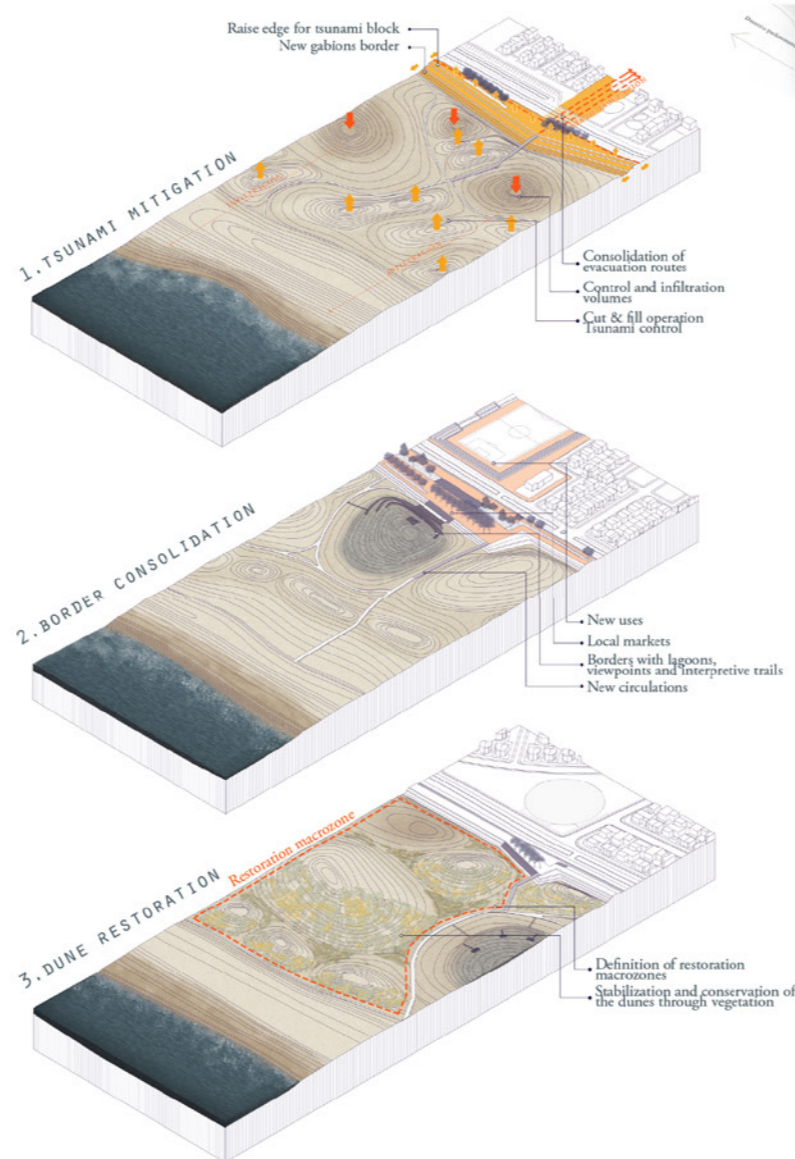 Raise edge for tsunami block
New gabions border
1.TSUNAMI MITIGATION
Consolidation of
evacuation routes
Control and infiltration
volumes
Cut & fill operation
Tsunami control
2.BORDER CONSOLIDATION
New uses
Local markets
Borders with lagoons,
viewpoints and interpretive trails
New circulations
3.DUNE RESTORATION
Restoration macrozone
Definition of restoration
macrozones
Stabilization and conservation of
the dunes through vegetation